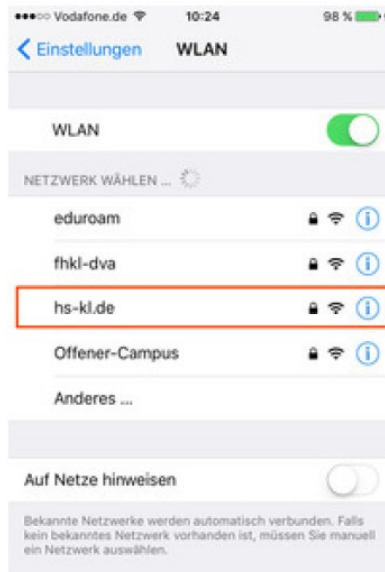 Vodafone.de 10:24 98 %
Einstellungen WLAN
WLAN
NETZWERK WÄHLEN ...
eduroam
fhkl-dva
hs-kl.de
Offener-Campus
Anderes ...
Auf Netze hinweisen
Bekannte Netzwerke werden automatisch verbunden. Falls
kein bekanntes Netzwerk vorhanden ist, müssen Sie manuell
ein Netzwerk auswählen.